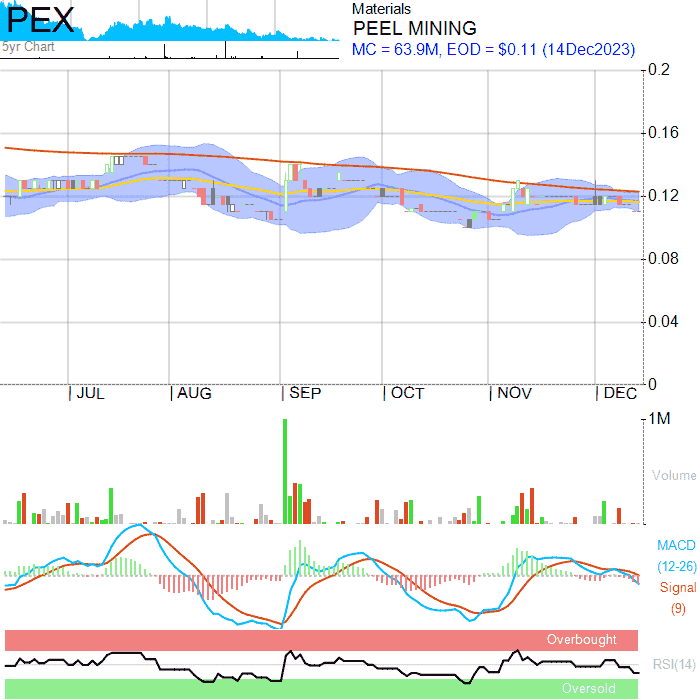 PEX
5yr Chart
Materials
PEEL MINING
MC = 63.9M, EOD = $0.11 (14Dec2023)
0.2
0.16
0.12
0.08
0.04
0
JUL AUG SEP OCT NOV DEC
1M
Volume
MACD
(12-26)
Signal
(9)
Overbought
RSI(14)
Oversold